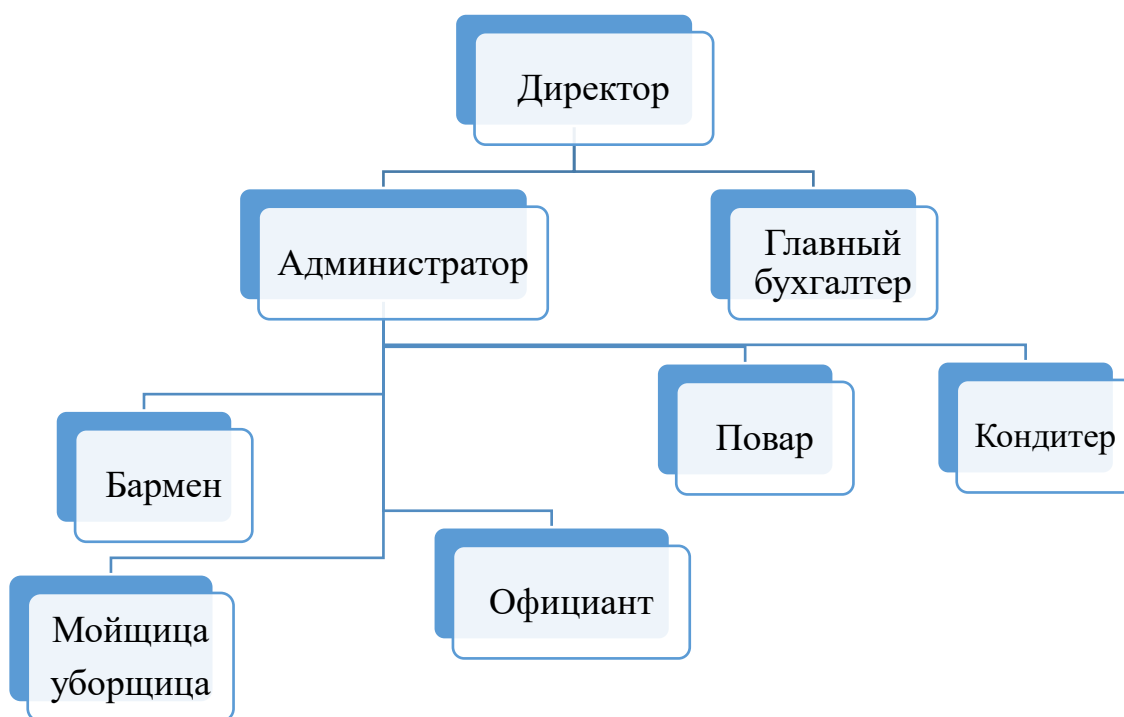 Директор
Администратор
Главный
бухгалтер
Повар
Кондитер
Бармен
Официант
Мойщица
уборщица